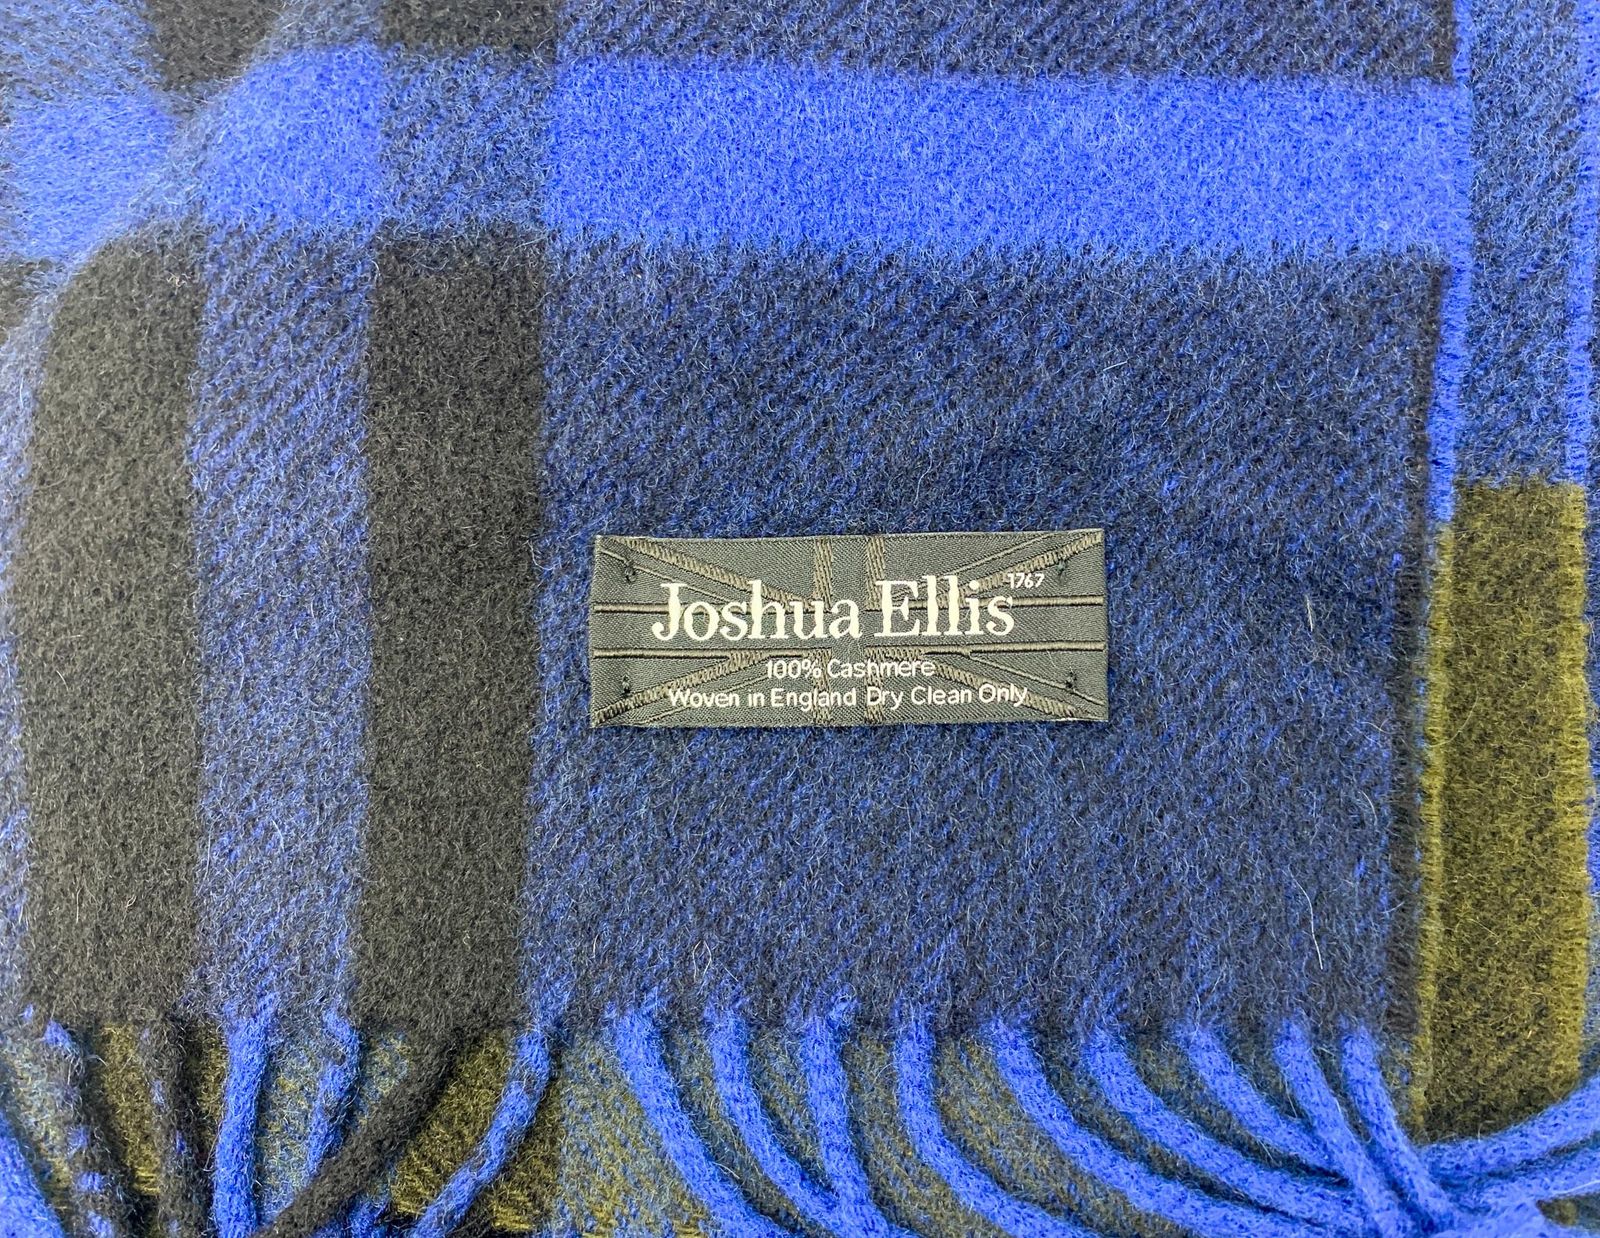 Joshua Ellis 1767
100% Cashmere
Woven in England Dry Clean Only